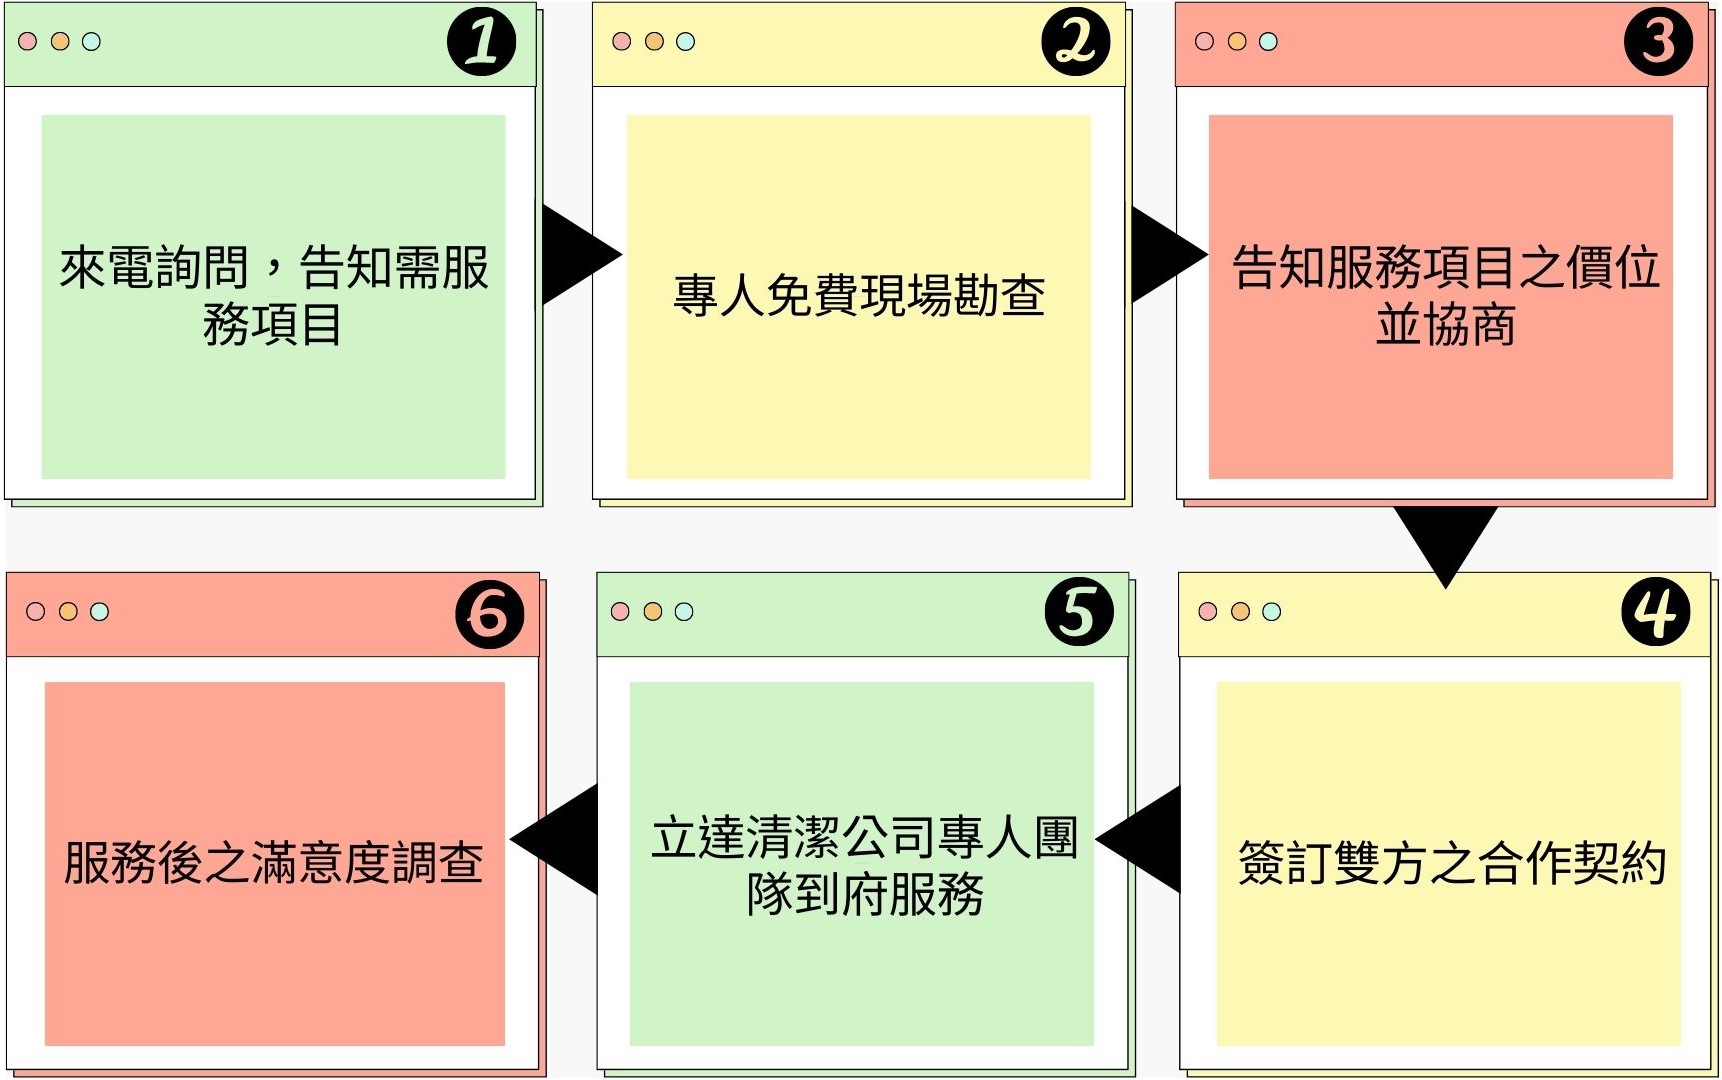 1
來電詢問，告知需服
務項目
2
專人免費現場勘查
3
告知服務項目之價位
並協商
4
簽訂雙方之合作契約
5
立達清潔公司專人團
隊到府服務
6
服務後之滿意度調查